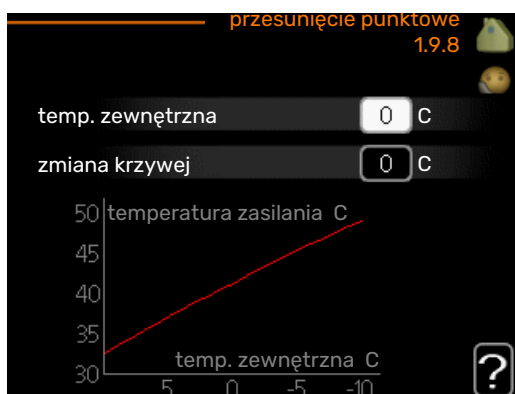 przesunięcie punktowe
1.9.8
temp. zewnętrzna 0 C
zmiana krzywej 0 C
50 temperatura zasilania C
45
40
35
30
temp. zewnętrzna C
5 0 -5 -10
?